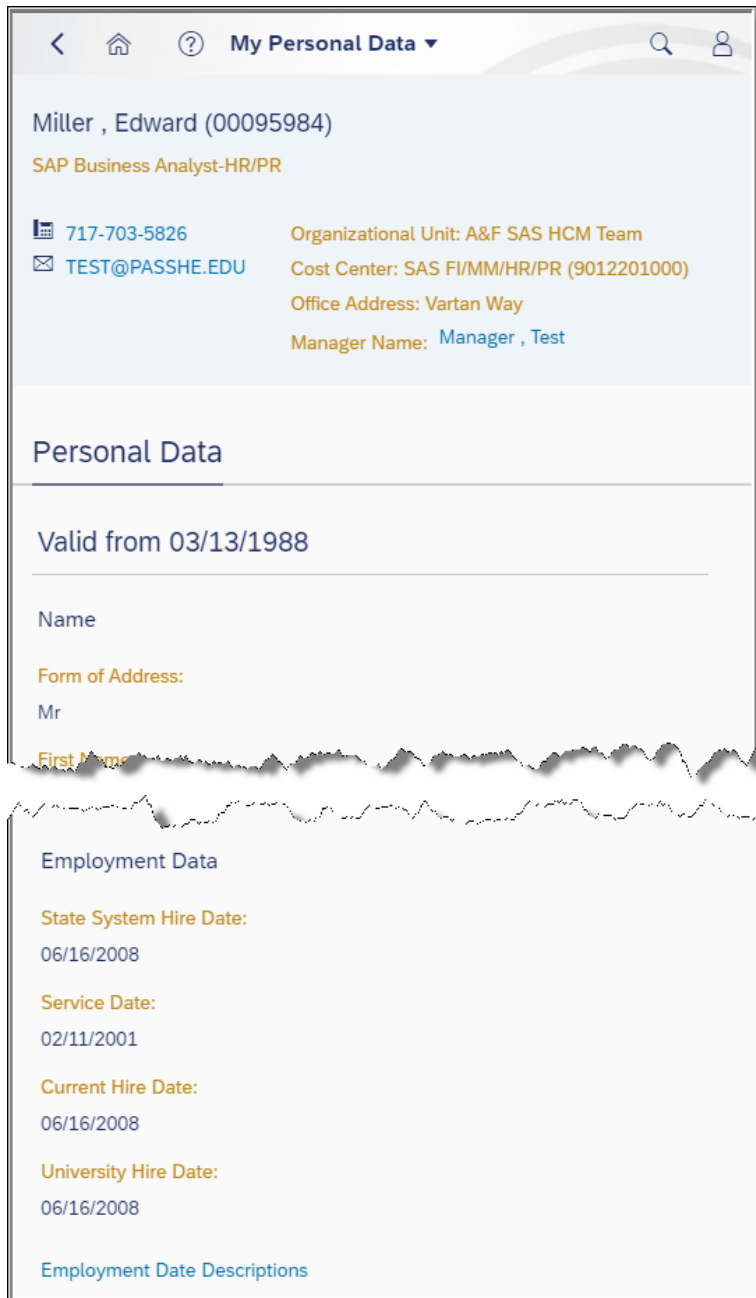 My Personal Data
Miller , Edward (00095984)
SAP Business Analyst-HR/PR
717-703-5826
TEST@PASSHE.EDU
Organizational Unit: A&F SAS HCM Team
Cost Center: SAS FI/MM/HR/PR (9012201000)
Office Address: Vartan Way
Manager Name: Manager , Test
Personal Data
Valid from 03/13/1988
Name
Form of Address:
Mr
First Name
Employment Data
State System Hire Date:
06/16/2008
Service Date:
02/11/2001
Current Hire Date:
06/16/2008
University Hire Date:
06/16/2008
Employment Date Descriptions